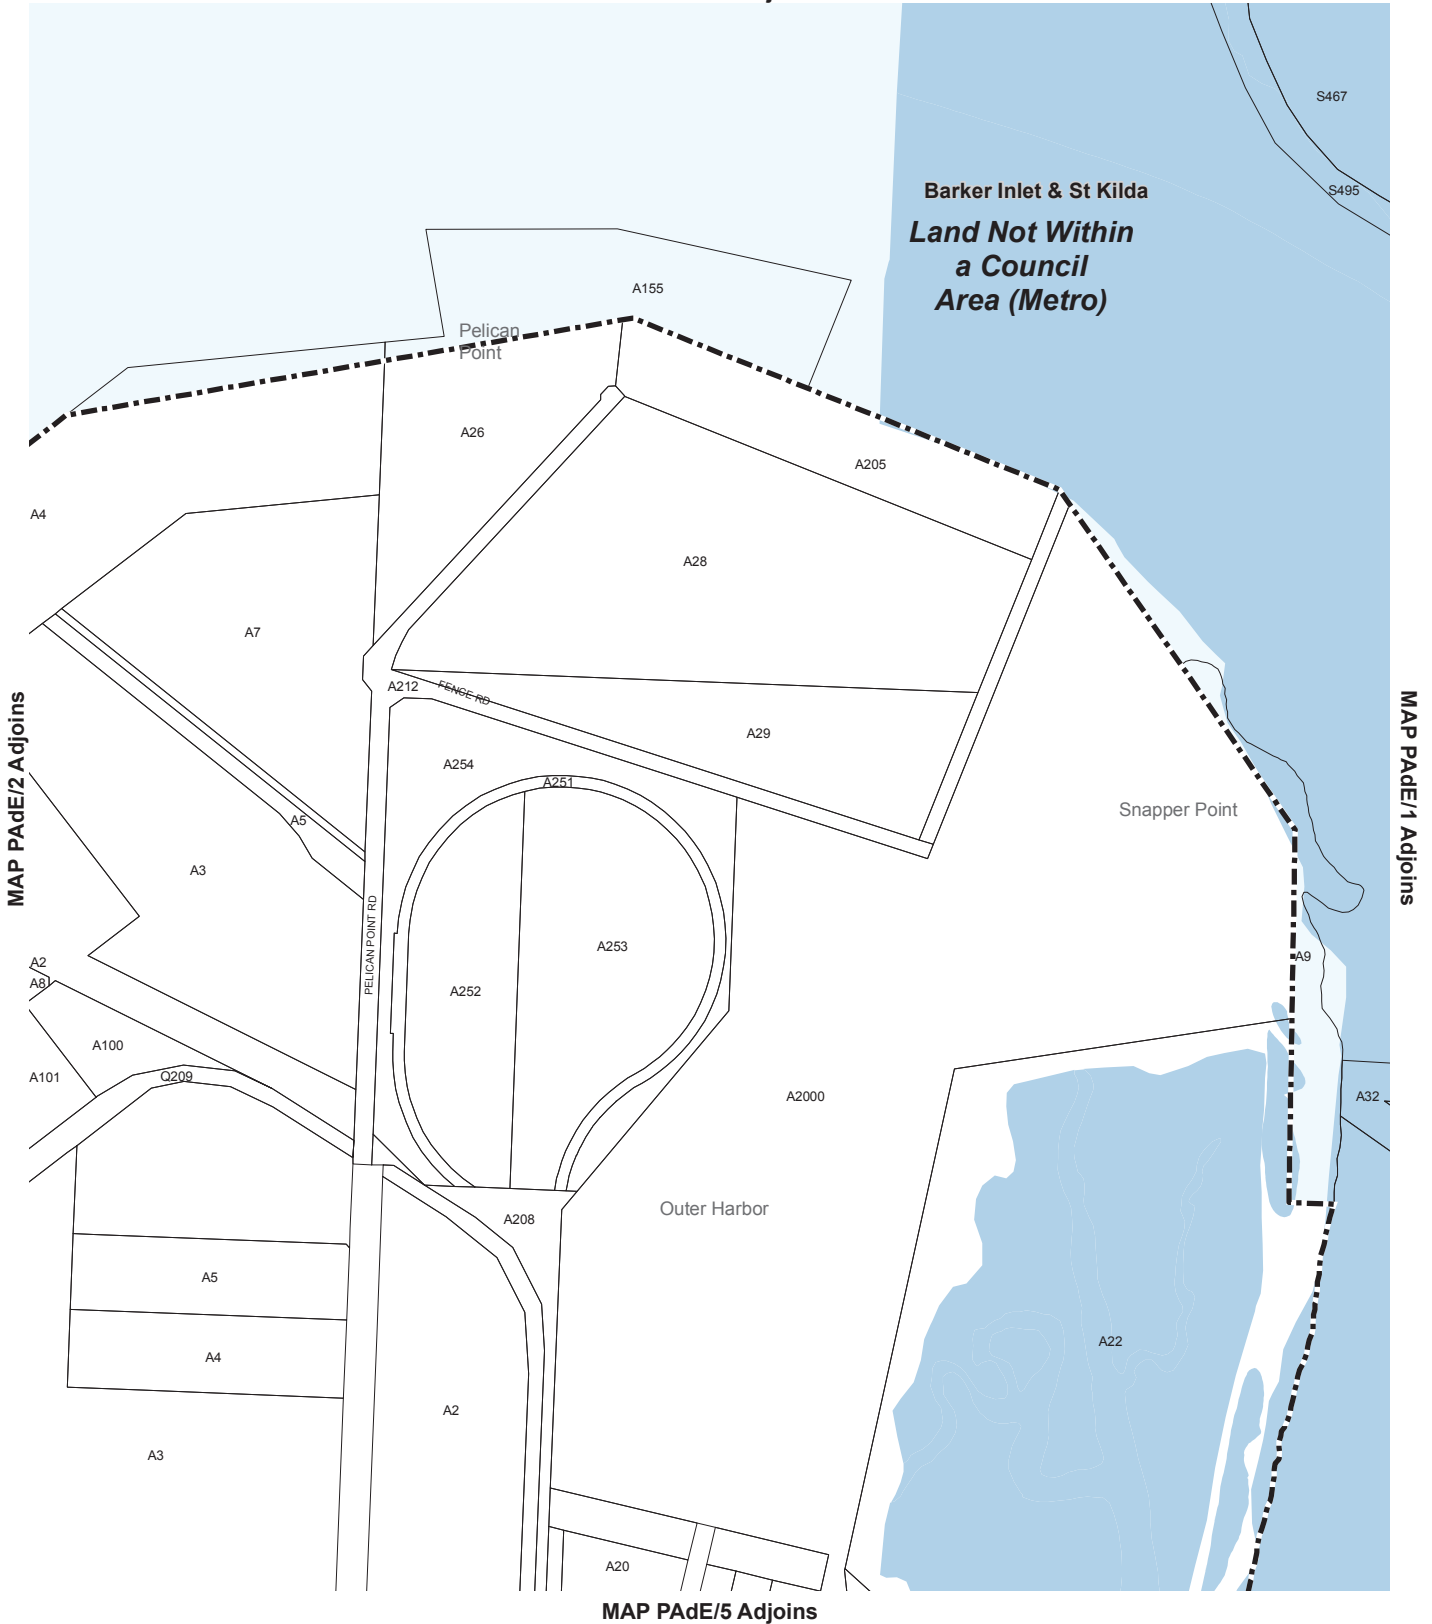 S467
Barker Inlet & St Kilda
S495
Land Not Within
a Council
Area (Metro)
A155
Pelican
Point
A26
A205
A4
A28
A7
A212
FENCE RD
A29
A254
A251
MAP PAdE/2 Adjoins
MAP PAdE/1 Adjoins
Snapper Point
A5
A3
PELICAN POINT RD
A253
A9
A2
A8
A252
A100
A101
Q209
A2000
A32
Outer Harbor
A208
A5
A22
A4
A2
A3
A20
MAP PAdE/5 Adjoins